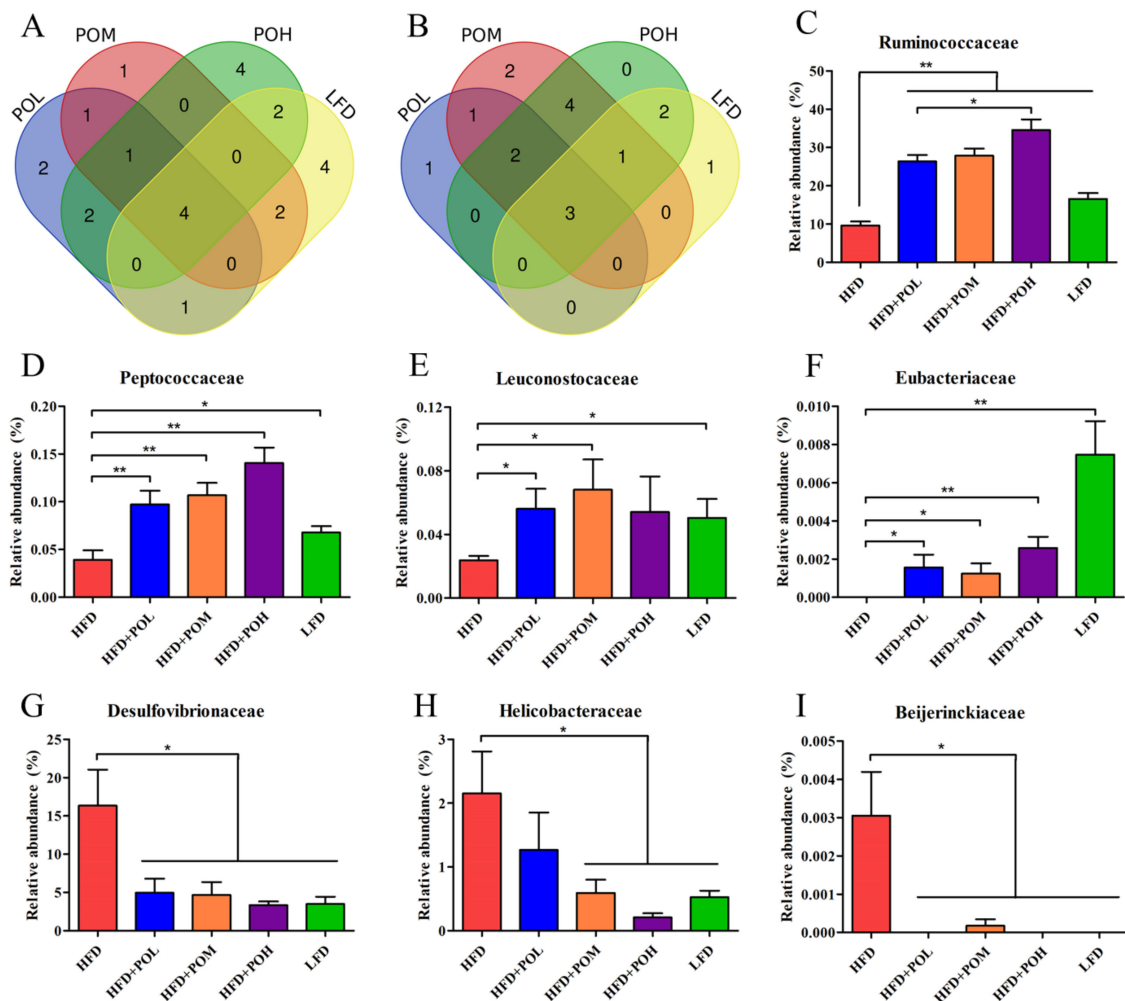 A
POM
POH
POL
LFD
1
4
1
0
2
2
1
0
4
2
4
2
0
0
1
B
POM
POH
POL
LFD
2
0
1
4
2
1
2
1
1
0
3
0
0
0
0
C
Ruminococcaceae
Relative abundance (%)
50
40
30
20
10
0
**
*
HFD
HFD+POL
HFD+POM
HFD+POH
LFD
D
Peptococcaceae
Relative abundance (%)
0.20
0.15
0.10
0.05
0.00
*
**
**
**
HFD
HFD+POL
HFD+POM
HFD+POH
LFD
E
Leuconostocaceae
Relative abundance (%)
0.12
0.08
0.04
0.00
*
*
*
HFD
HFD+POL
HFD+POM
HFD+POH
LFD
F
Eubacteriaceae
Relative abundance (%)
0.010
0.008
0.006
0.004
0.002
0.000
**
**
*
*
HFD
HFD+POL
HFD+POM
HFD+POH
LFD
G
Desulfovibrionaceae
Relative abundance (%)
25
20
15
10
5
0
*
HFD
HFD+POL
HFD+POM
HFD+POH
LFD
H
Helicobacteraceae
Relative abundance (%)
3
2
1
0
*
HFD
HFD+POL
HFD+POM
HFD+POH
LFD
I
Beijerinckiaceae
Relative abundance (%)
0.005
0.004
0.003
0.002
0.001
0.000
*
HFD
HFD+POL
HFD+POM
HFD+POH
LFD